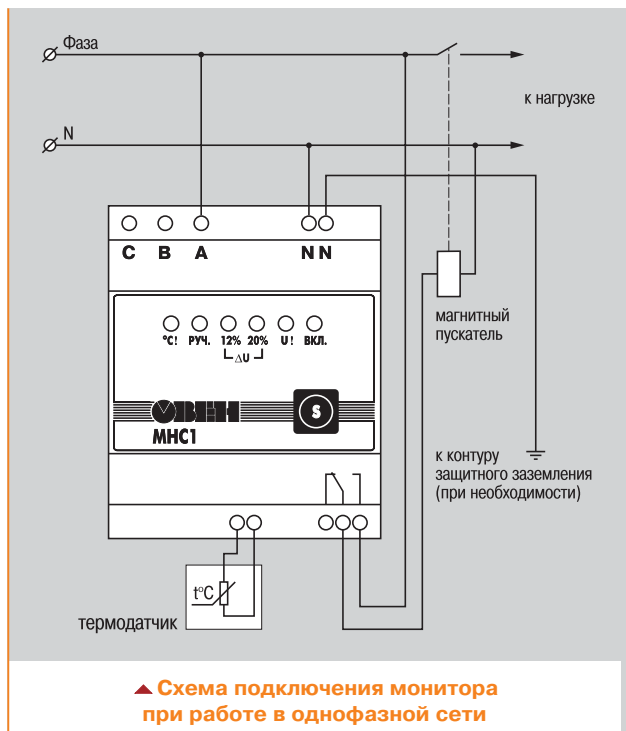 Фаза
к нагрузке
N
C B A N N
магнитный
пускатель
°C! РУЧ. 12% 20% U! ВКЛ.
ΔU
ОВЕН
S
МНС1
к контуру
защитного заземления
(при необходимости)
t°C
термодатчик
Схема подключения монитора
при работе в однофазной сети